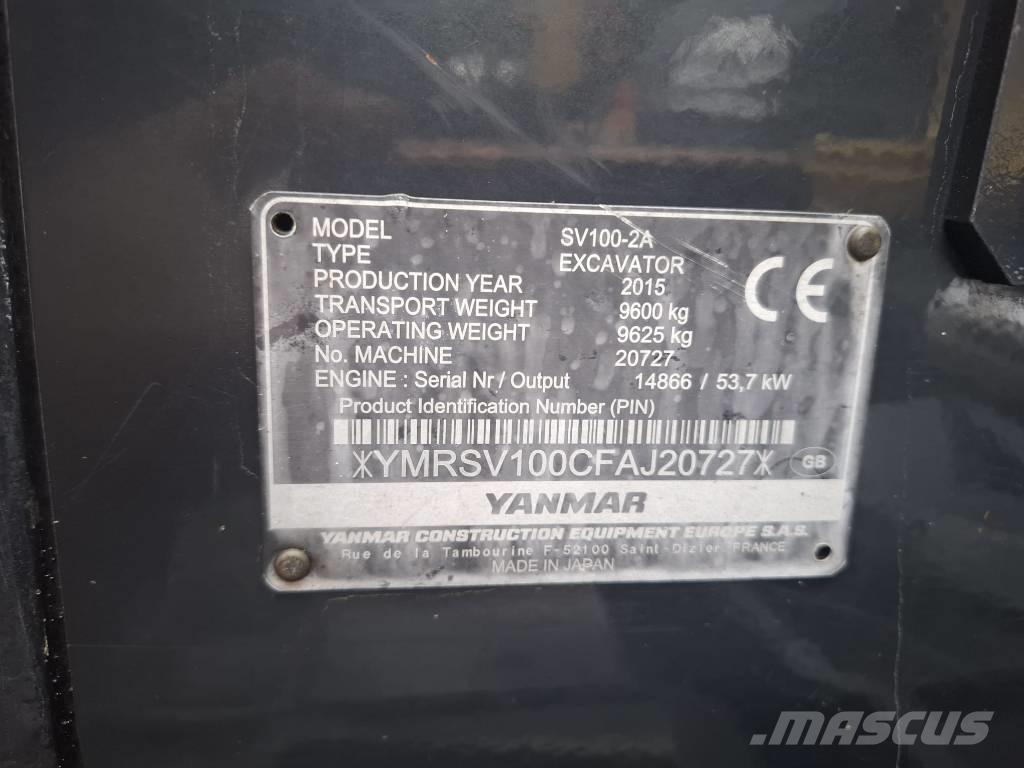 MODEL SV100-2A
TYPE EXCAVATOR
PRODUCTION YEAR 2015
TRANSPORT WEIGHT 9600 kg
OPERATING WEIGHT 9625 kg
No. MACHINE 20727
ENGINE : Serial Nr / Output 14866 / 53,7 kW
CE
Product Identification Number (PIN)
*YMRSV100CFAJ20727*
GB
YANMAR
YANMAR CONSTRUCTION EQUIPMENT EUROPE S.A.S.
Rue de la Tambourine F-52100 Saint-Dizier FRANCE
MADE IN JAPAN
MASCUS